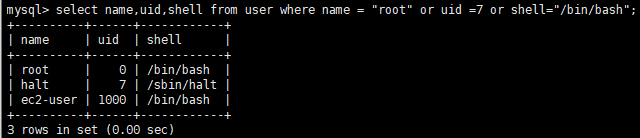 mysql> select name,uid,shell from user where name = "root" or uid =7 or shell="/bin/bash";
+----------+------+------------+
| name     | uid  | shell      |
+----------+------+------------+
| root     |    0 | /bin/bash  |
| halt     |    7 | /sbin/halt |
| ec2-user | 1000 | /bin/bash  |
+----------+------+------------+
3 rows in set (0.00 sec)